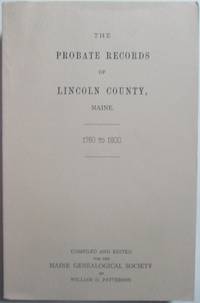 THE
PROBATE RECORDS
OF
LINCOLN COUNTY,
MAINE.
1760 to 1800
COMPILED AND EDITED
FOR THE
MAINE GENEALOGICAL SOCIETY
BY
WILLIAM D. PATTERSON